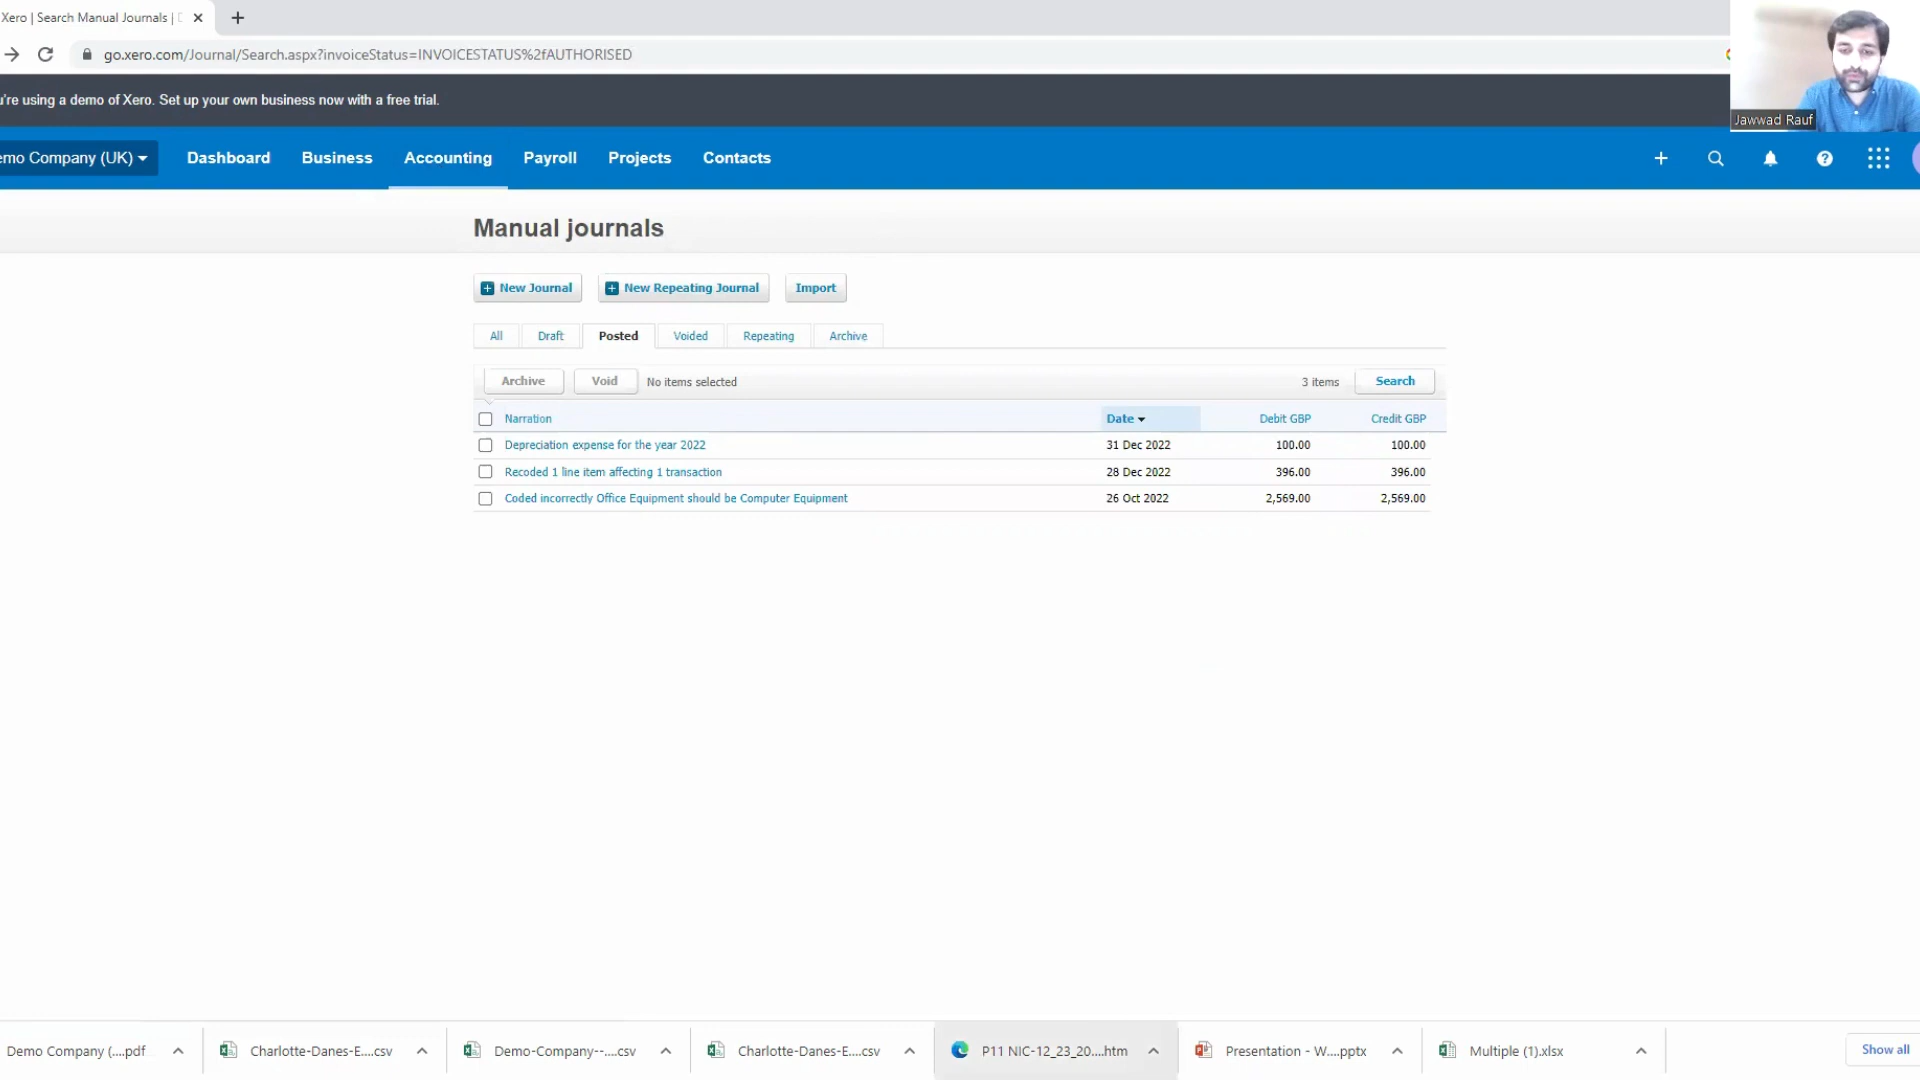 Xero | Search Manual Journals |
go.xero.com/Journal/Search.aspx?invoiceStatus=INVOICESTATUS%2fAUTHORISED
're using a demo of Xero. Set up your own business now with a free trial.
Jawwad Rauf
emo Company (UK) Dashboard Business Accounting Payroll Projects Contacts
Manual journals
New Journal New Repeating Journal Import
All Draft Posted Voided Repeating Archive
Archive Void No items selected 3 items Search
Narration Date Debit GBP Credit GBP
Depreciation expense for the year 2022 31 Dec 2022 100.00 100.00
Recoded 1 line item affecting 1 transaction 28 Dec 2022 396.00 396.00
Coded incorrectly Office Equipment should be Computer Equipment 26 Oct 2022 2,569.00 2,569.00
Demo Company (....pdf Charlotte-Danes-E....csv Demo-Company--....csv Charlotte-Danes-E....csv P11 NIC-12_23_20....htm Presentation - W....pptx Multiple (1).xlsx Show all